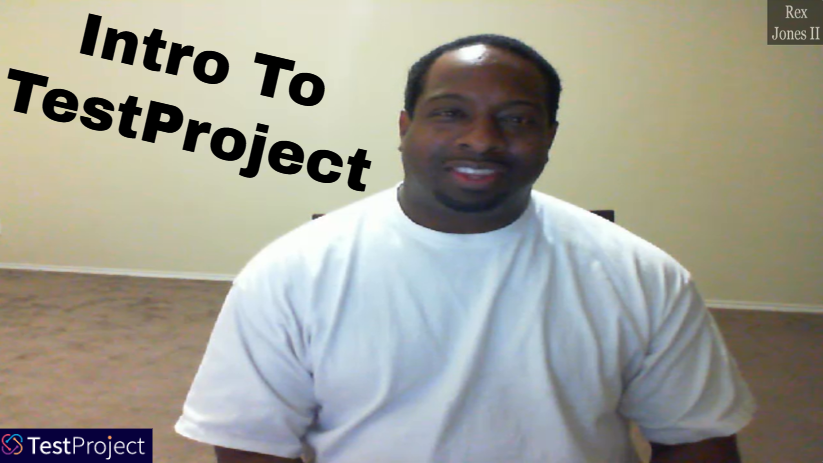 Intro To
TestProject
Rex
Jones II
TestProject